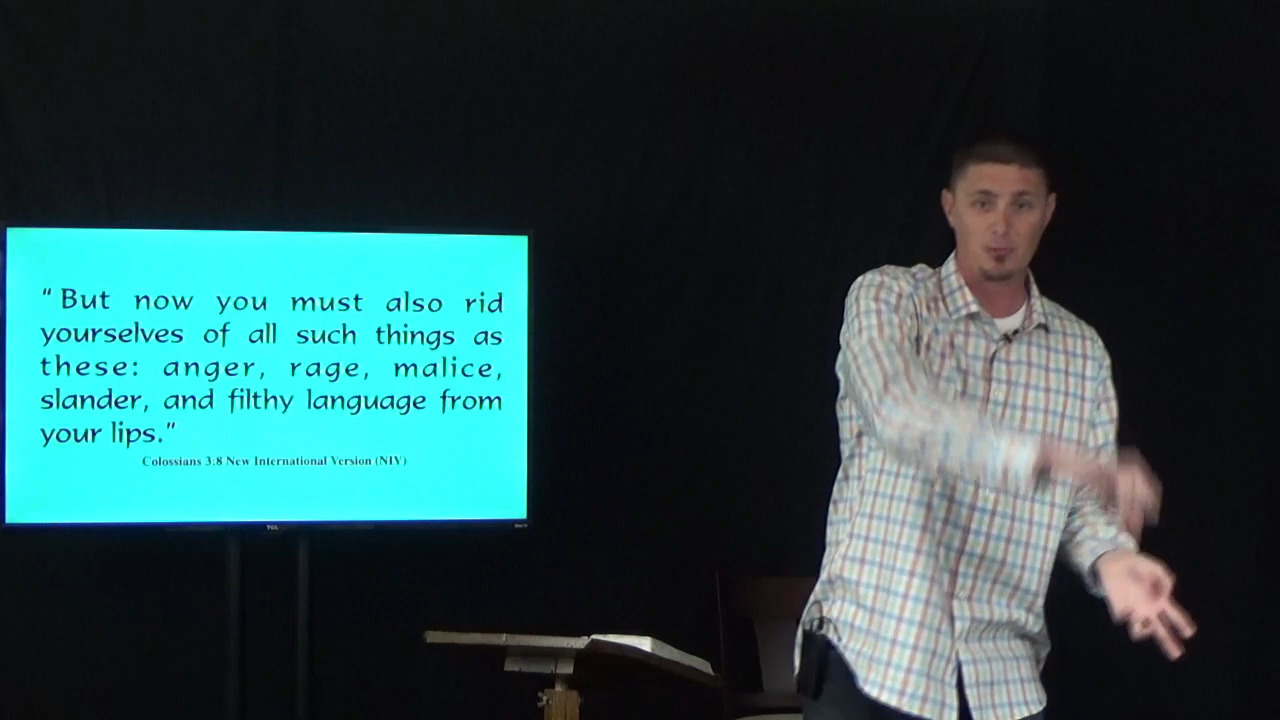 “But now you must also rid
yourselves of all such things as
these: anger, rage, malice,
slander, and filthy language from
your lips.”
Colossians 3:8 New International Version (NIV)
TCL